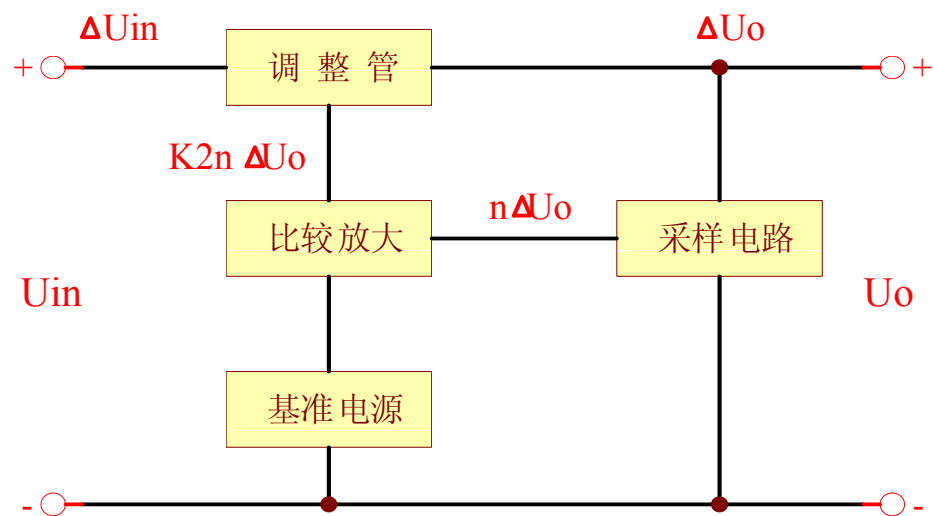 ΔUin
ΔUo
+
调 整 管
+
K2n ΔUo
nΔUo
比较放大
采样电路
Uin
Uo
基准电源
-
-